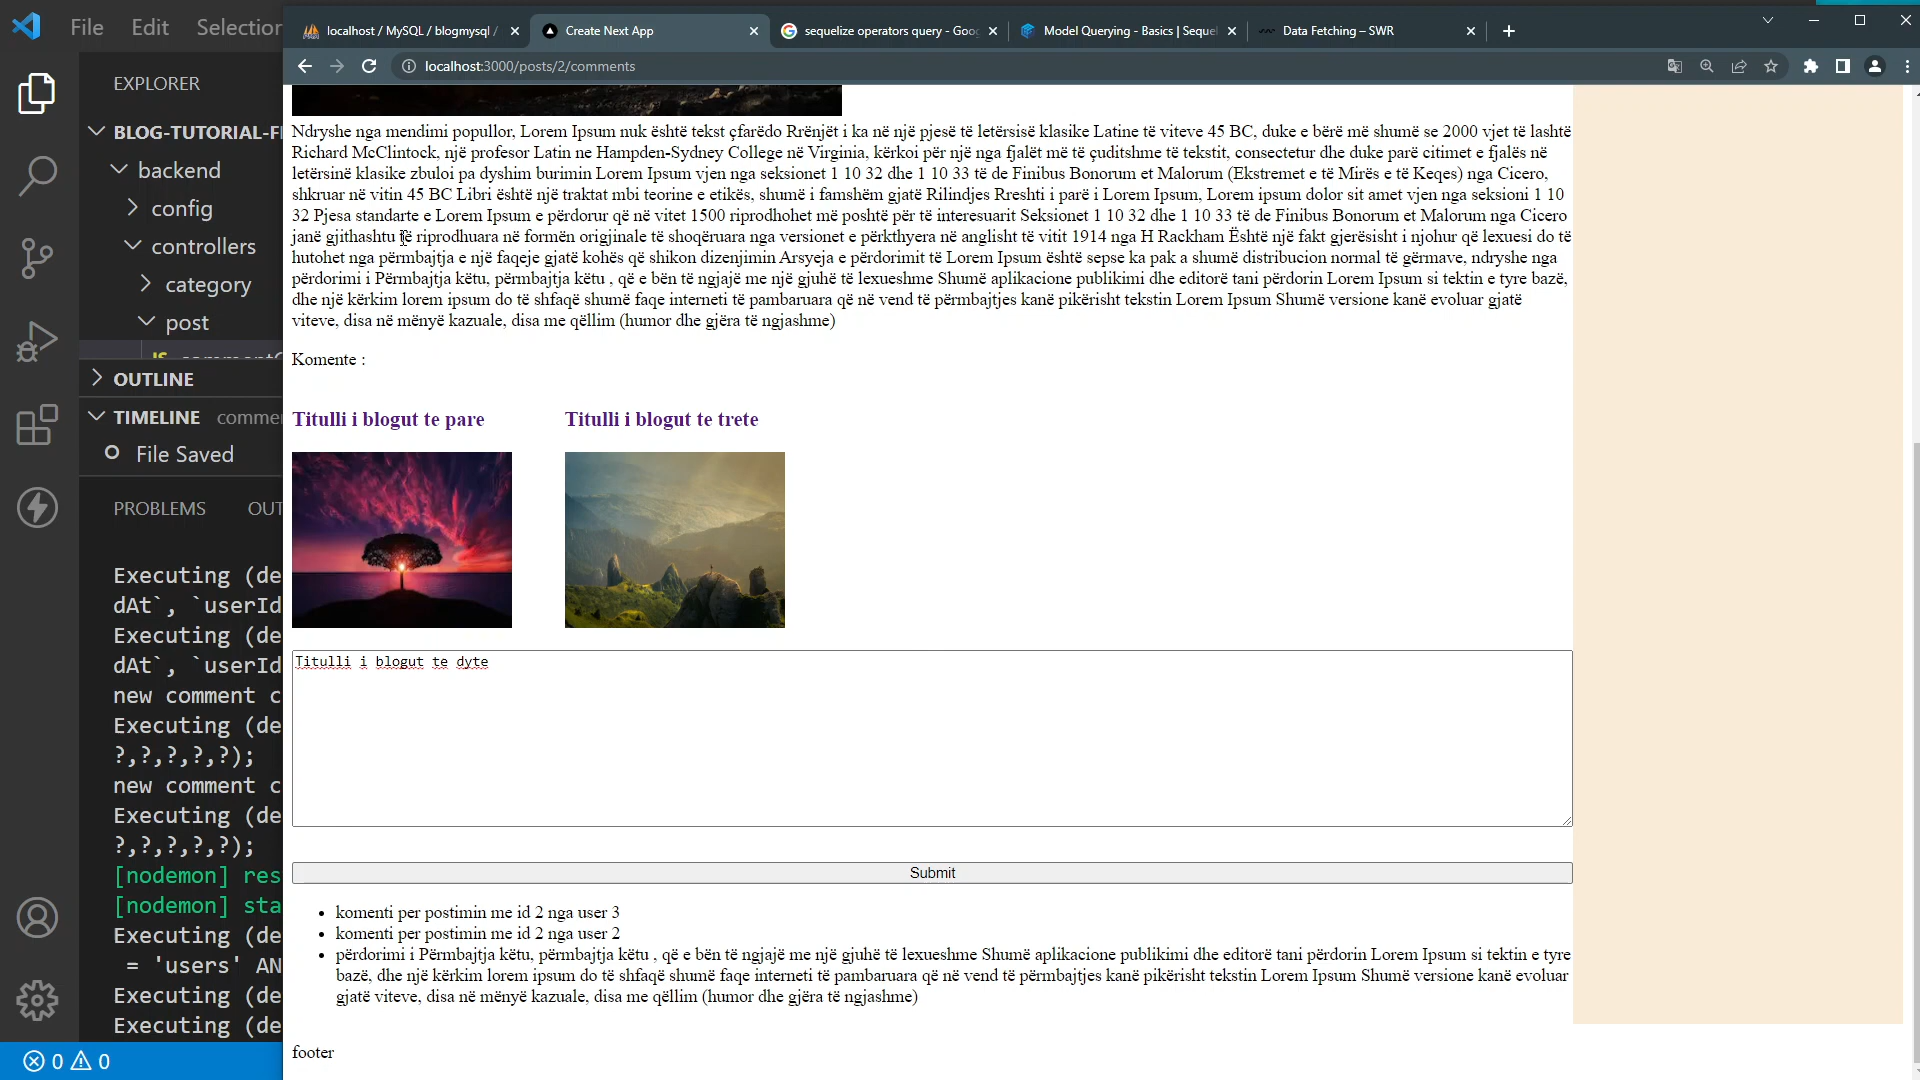 File Edit Selection
localhost / MySQL / blogmysql /
Create Next App
sequelize operators query - Goo
Model Querying - Basics | Seque
Data Fetching – SWR
localhost:3000/posts/2/comments
EXPLORER
BLOG-TUTORIAL-F
backend
config
controllers
category
post
OUTLINE
TIMELINE comme
File Saved
PROBLEMS OUT
Executing (de
dAt`, `userId
Executing (de
dAt`, `userId
new comment c
Executing (de
?,?,?,?,?);
new comment c
Executing (de
?,?,?,?,?);
[nodemon] res
[nodemon] sta
Executing (de
= 'users' AN
Executing (de
Executing (de
0 0
Ndryshe nga mendimi popullor, Lorem Ipsum nuk është tekst çfarëdo Rrënjët i ka në një pjesë të letërsisë klasike Latine të viteve 45 BC, duke e bërë më shumë se 2000 vjet të lashtë
Richard McClintock, një profesor Latin ne Hampden-Sydney College në Virginia, kërkoi për një nga fjalët më të çuditshme të tekstit, consectetur dhe duke parë citimet e fjalës në
letërsinë klasike zbuloi pa dyshim burimin Lorem Ipsum vjen nga seksionet 1 10 32 dhe 1 10 33 të de Finibus Bonorum et Malorum (Ekstremet e të Mirës e të Keqes) nga Cicero,
shkruar në vitin 45 BC Libri është një traktat mbi teorine e etikës, shumë i famshëm gjatë Rilindjes Rreshti i parë i Lorem Ipsum, Lorem ipsum dolor sit amet vjen nga seksioni 1 10
32 Pjesa standarte e Lorem Ipsum e përdorur që në vitet 1500 riprodhohet më poshtë për të interesuarit Seksionet 1 10 32 dhe 1 10 33 të de Finibus Bonorum et Malorum nga Cicero
janë gjithashtu të riprodhuara në formën origjinale të shoqëruara nga versionet e përkthyera në anglisht të vitit 1914 nga H Rackham Është një fakt gjerësisht i njohur që lexuesi do të
hutohet nga përmbajtja e një faqeje gjatë kohës që shikon dizenjimin Arsyeja e përdorimit të Lorem Ipsum është sepse ka pak a shumë distribucion normal të gërmave, ndryshe nga
përdorimi i Përmbajtja këtu, përmbajtja këtu , që e bën të ngjajë me një gjuhë të lexueshme Shumë aplikacione publikimi dhe editorë tani përdorin Lorem Ipsum si tektin e tyre bazë,
dhe një kërkim lorem ipsum do të shfaqë shumë faqe interneti të pambaruara që në vend të përmbajtjes kanë pikërisht tekstin Lorem Ipsum Shumë versione kanë evoluar gjatë
viteve, disa në mënyë kazuale, disa me qëllim (humor dhe gjëra të ngjashme)
Komente :
Titulli i blogut te pare
Titulli i blogut te trete
Titulli i blogut te dyte
Submit
komenti per postimin me id 2 nga user 3
komenti per postimin me id 2 nga user 2
përdorimi i Përmbajtja këtu, përmbajtja këtu , që e bën të ngjajë me një gjuhë të lexueshme Shumë aplikacione publikimi dhe editorë tani përdorin Lorem Ipsum si tektin e tyre
bazë, dhe një kërkim lorem ipsum do të shfaqë shumë faqe interneti të pambaruara që në vend të përmbajtjes kanë pikërisht tekstin Lorem Ipsum Shumë versione kanë evoluar
gjatë viteve, disa në mënyë kazuale, disa me qëllim (humor dhe gjëra të ngjashme)
footer